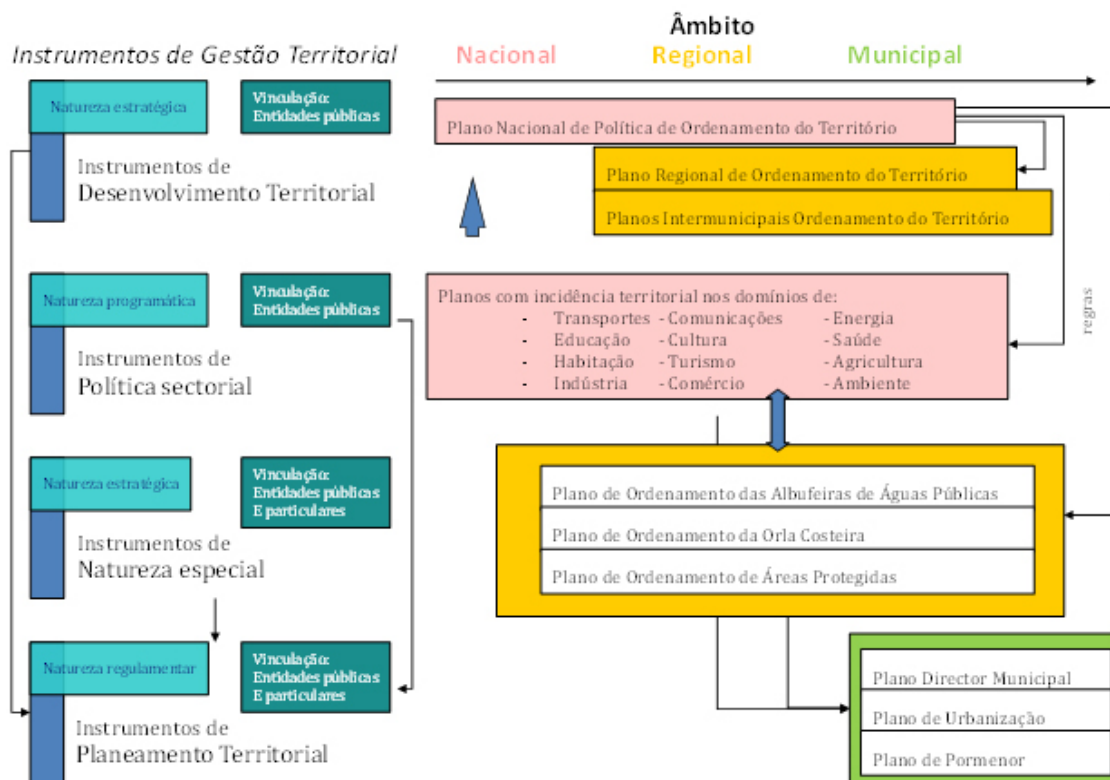 Âmbito
Instrumentos de Gestão Territorial
Nacional
Regional
Municipal
Natureza estratégica
Vinculação:
Entidades públicas
Instrumentos de
Desenvolvimento Territorial
Plano Nacional de Política de Ordenamento do Território
Plano Regional de Ordenamento do Território
Planos Intermunicipais Ordenamento do Território
regras
Natureza programática
Vinculação:
Entidades públicas
Instrumentos de
Política sectorial
Planos com incidência territorial nos domínios de:
- Transportes - Comunicações - Energia
- Educação - Cultura - Saúde
- Habitação - Turismo - Agricultura
- Indústria - Comércio - Ambiente
Natureza estratégica
Vinculação:
Entidades públicas
E particulares
Instrumentos de
Natureza especial
Plano de Ordenamento das Albufeiras de Águas Públicas
Plano de Ordenamento da Orla Costeira
Plano de Ordenamento de Áreas Protegidas
Natureza regulamentar
Vinculação:
Entidades públicas
E particulares
Instrumentos de
Planeamento Territorial
Plano Director Municipal
Plano de Urbanização
Plano de Pormenor